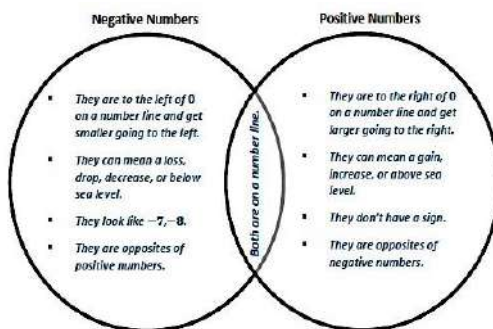 Negative Numbers
Positive Numbers
▪ They are to the left of 0
on a number line and get
smaller going to the left.
▪ They can mean a loss,
drop, decrease, or below
sea level.
▪ They look like −7,−8.
▪ They are opposites of
positive numbers.
Both are on a number line.
▪ They are to the right of 0
on a number line and get
larger going to the right.
▪ They can mean a gain,
increase, or above sea
level.
▪ They don't have a sign.
▪ They are opposites of
negative numbers.